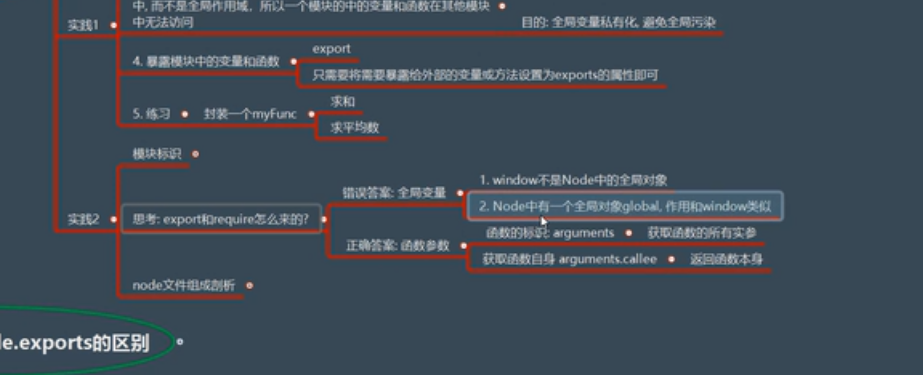 中, 而不是全局作用域，所以一个模块的中的变量和函数在其他模块
中无法访问
目的: 全局变量私有化, 避免全局污染
实践1
4. 暴露模块中的变量和函数
export
只需要将需要暴露给外部的变量或方法设置为exports的属性即可
5. 练习
封装一个myFunc
求和
求平均数
实践2
模块标识
思考: export和require怎么来的?
错误答案: 全局变量
1. window不是Node中的全局对象
2. Node中有一个全局对象global, 作用和window类似
正确答案: 函数参数
函数的标识: arguments
获取函数的所有实参
获取函数自身 arguments.callee
返回函数本身
node文件组成剖析
le.exports的区别